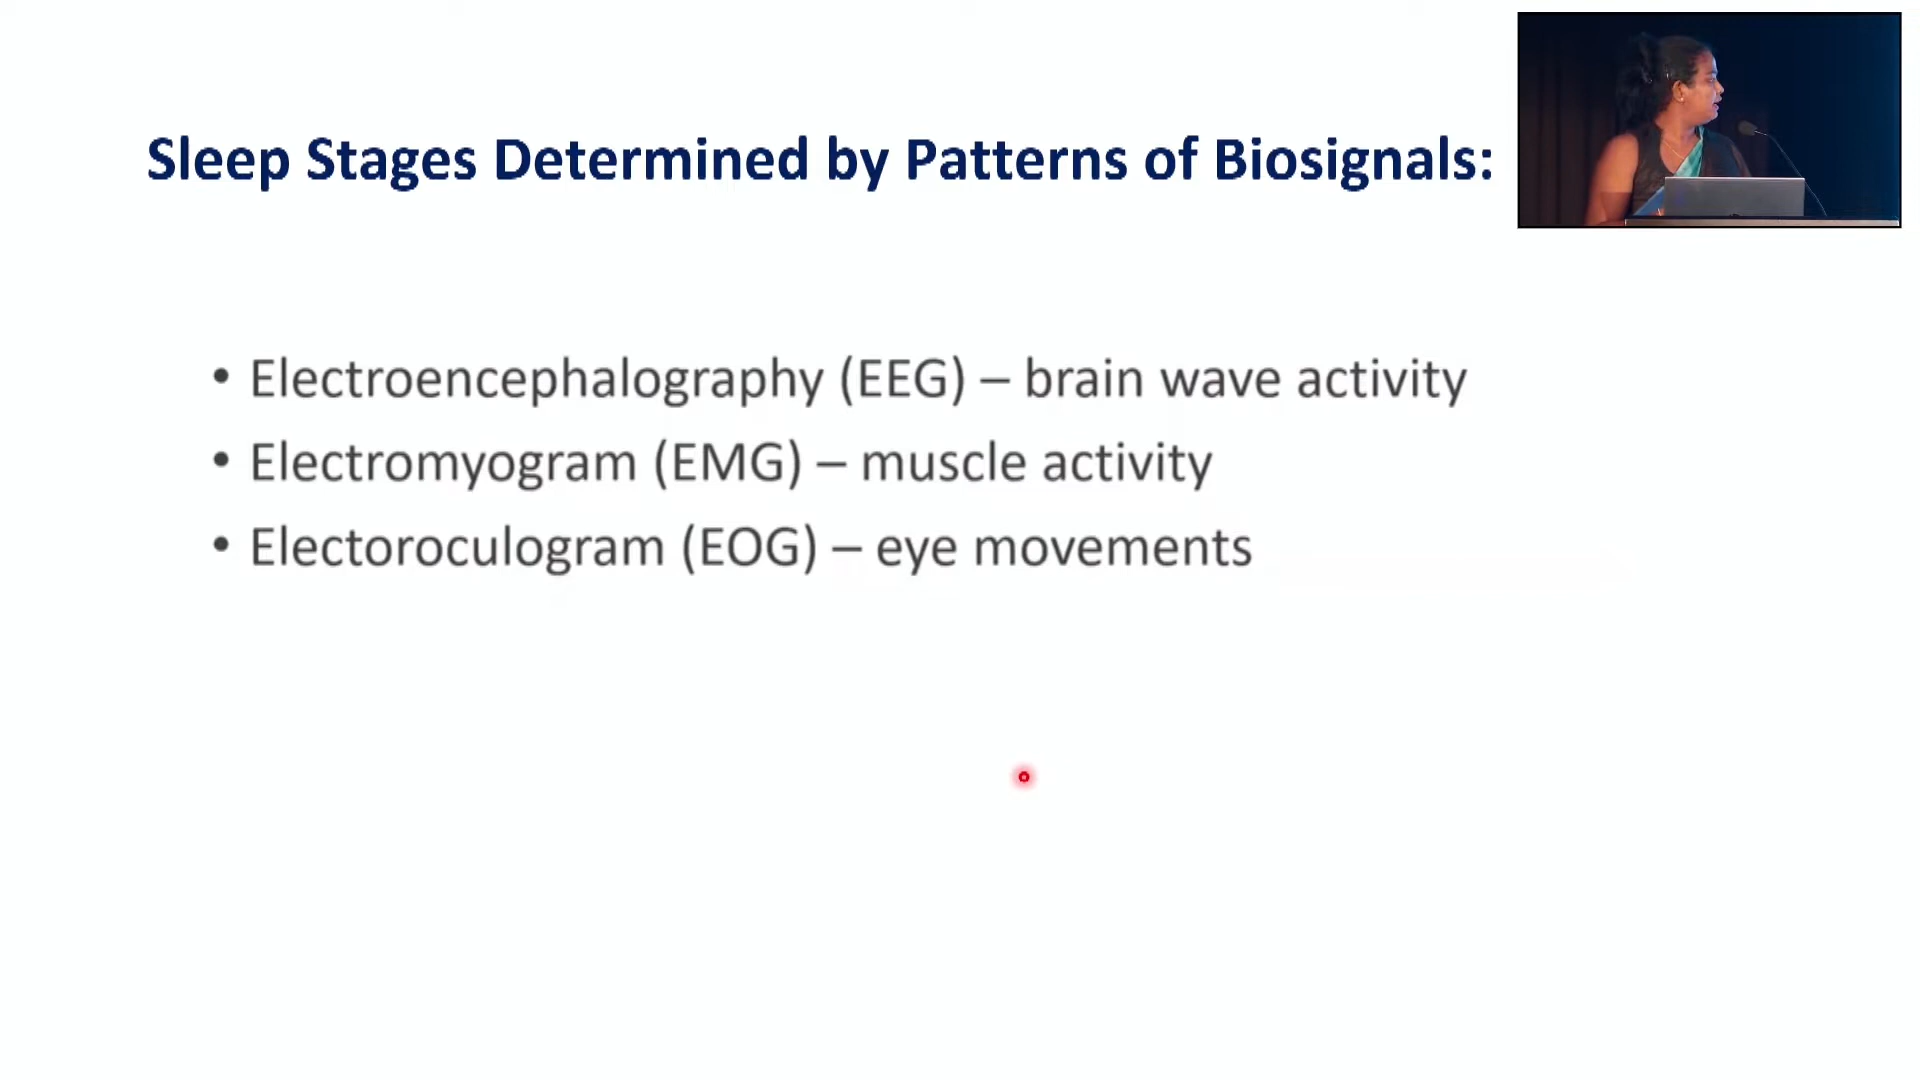 Sleep Stages Determined by Patterns of Biosignals:
• Electroencephalography (EEG) – brain wave activity
• Electromyogram (EMG) – muscle activity
• Electoroculogram (EOG) – eye movements